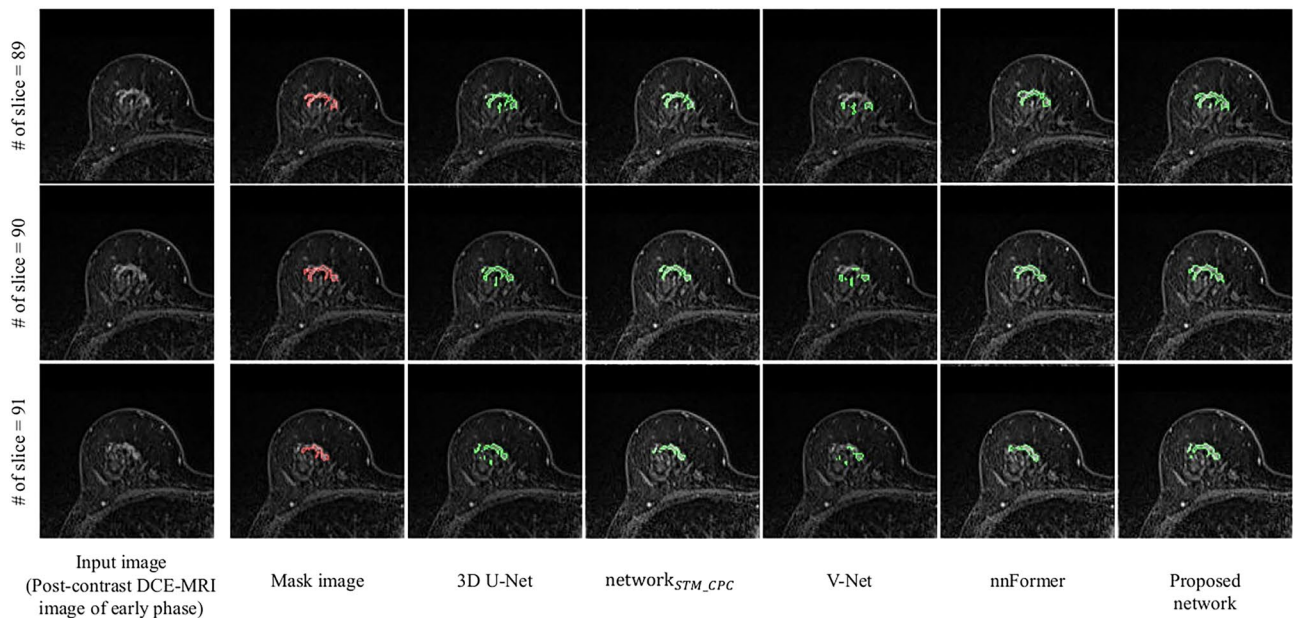 # of slice = 89
# of slice = 90
# of slice = 91
Input image
(Post-contrast DCE-MRI
image of early phase)
Mask image
3D U-Net
network_STM_CPC
V-Net
nnFormer
Proposed
network